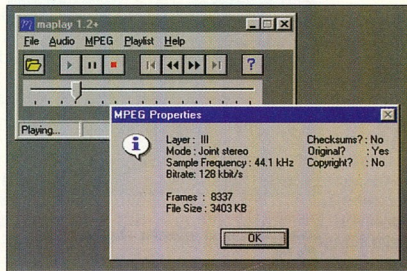 maplay 1.2+
File Audio MPEG Playlist Help
?
Playing...
MPEG Properties
Layer : III
Mode : Joint stereo
Sample Frequency : 44.1 kHz
Bitrate: 128 kbit/s
Frames : 8337
File Size : 3403 KB
Checksums? : No
Original? : Yes
Copyright? : No
OK